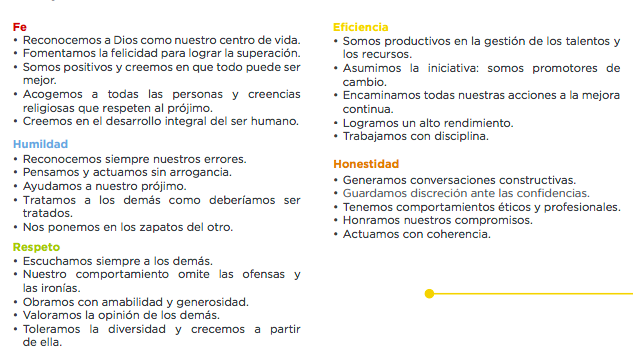 Fe
• Reconocemos a Dios como nuestro centro de vida.
• Fomentamos la felicidad para lograr la superación.
• Somos positivos y creemos en que todo puede ser
mejor.
• Acogemos a todas las personas y creencias
religiosas que respeten al prójimo.
• Creemos en el desarrollo integral del ser humano.
Humildad
• Reconocemos siempre nuestros errores.
• Pensamos y actuamos sin arrogancia.
• Ayudamos a nuestro prójimo.
• Tratamos a los demás como deberíamos ser
tratados.
• Nos ponemos en los zapatos del otro.
Respeto
• Escuchamos siempre a los demás.
• Nuestro comportamiento omite las ofensas y
las ironías.
• Obramos con amabilidad y generosidad.
• Valoramos la opinión de los demás.
• Toleramos la diversidad y crecemos a partir
de ella.
Eficiencia
• Somos productivos en la gestión de los talentos y
los recursos.
• Asumimos la iniciativa: somos promotores de
cambio.
• Encaminamos todas nuestras acciones a la mejora
continua.
• Logramos un alto rendimiento.
• Trabajamos con disciplina.
Honestidad
• Generamos conversaciones constructivas.
• Guardamos discreción ante las confidencias.
• Tenemos comportamientos éticos y profesionales.
• Honramos nuestros compromisos.
• Actuamos con coherencia.